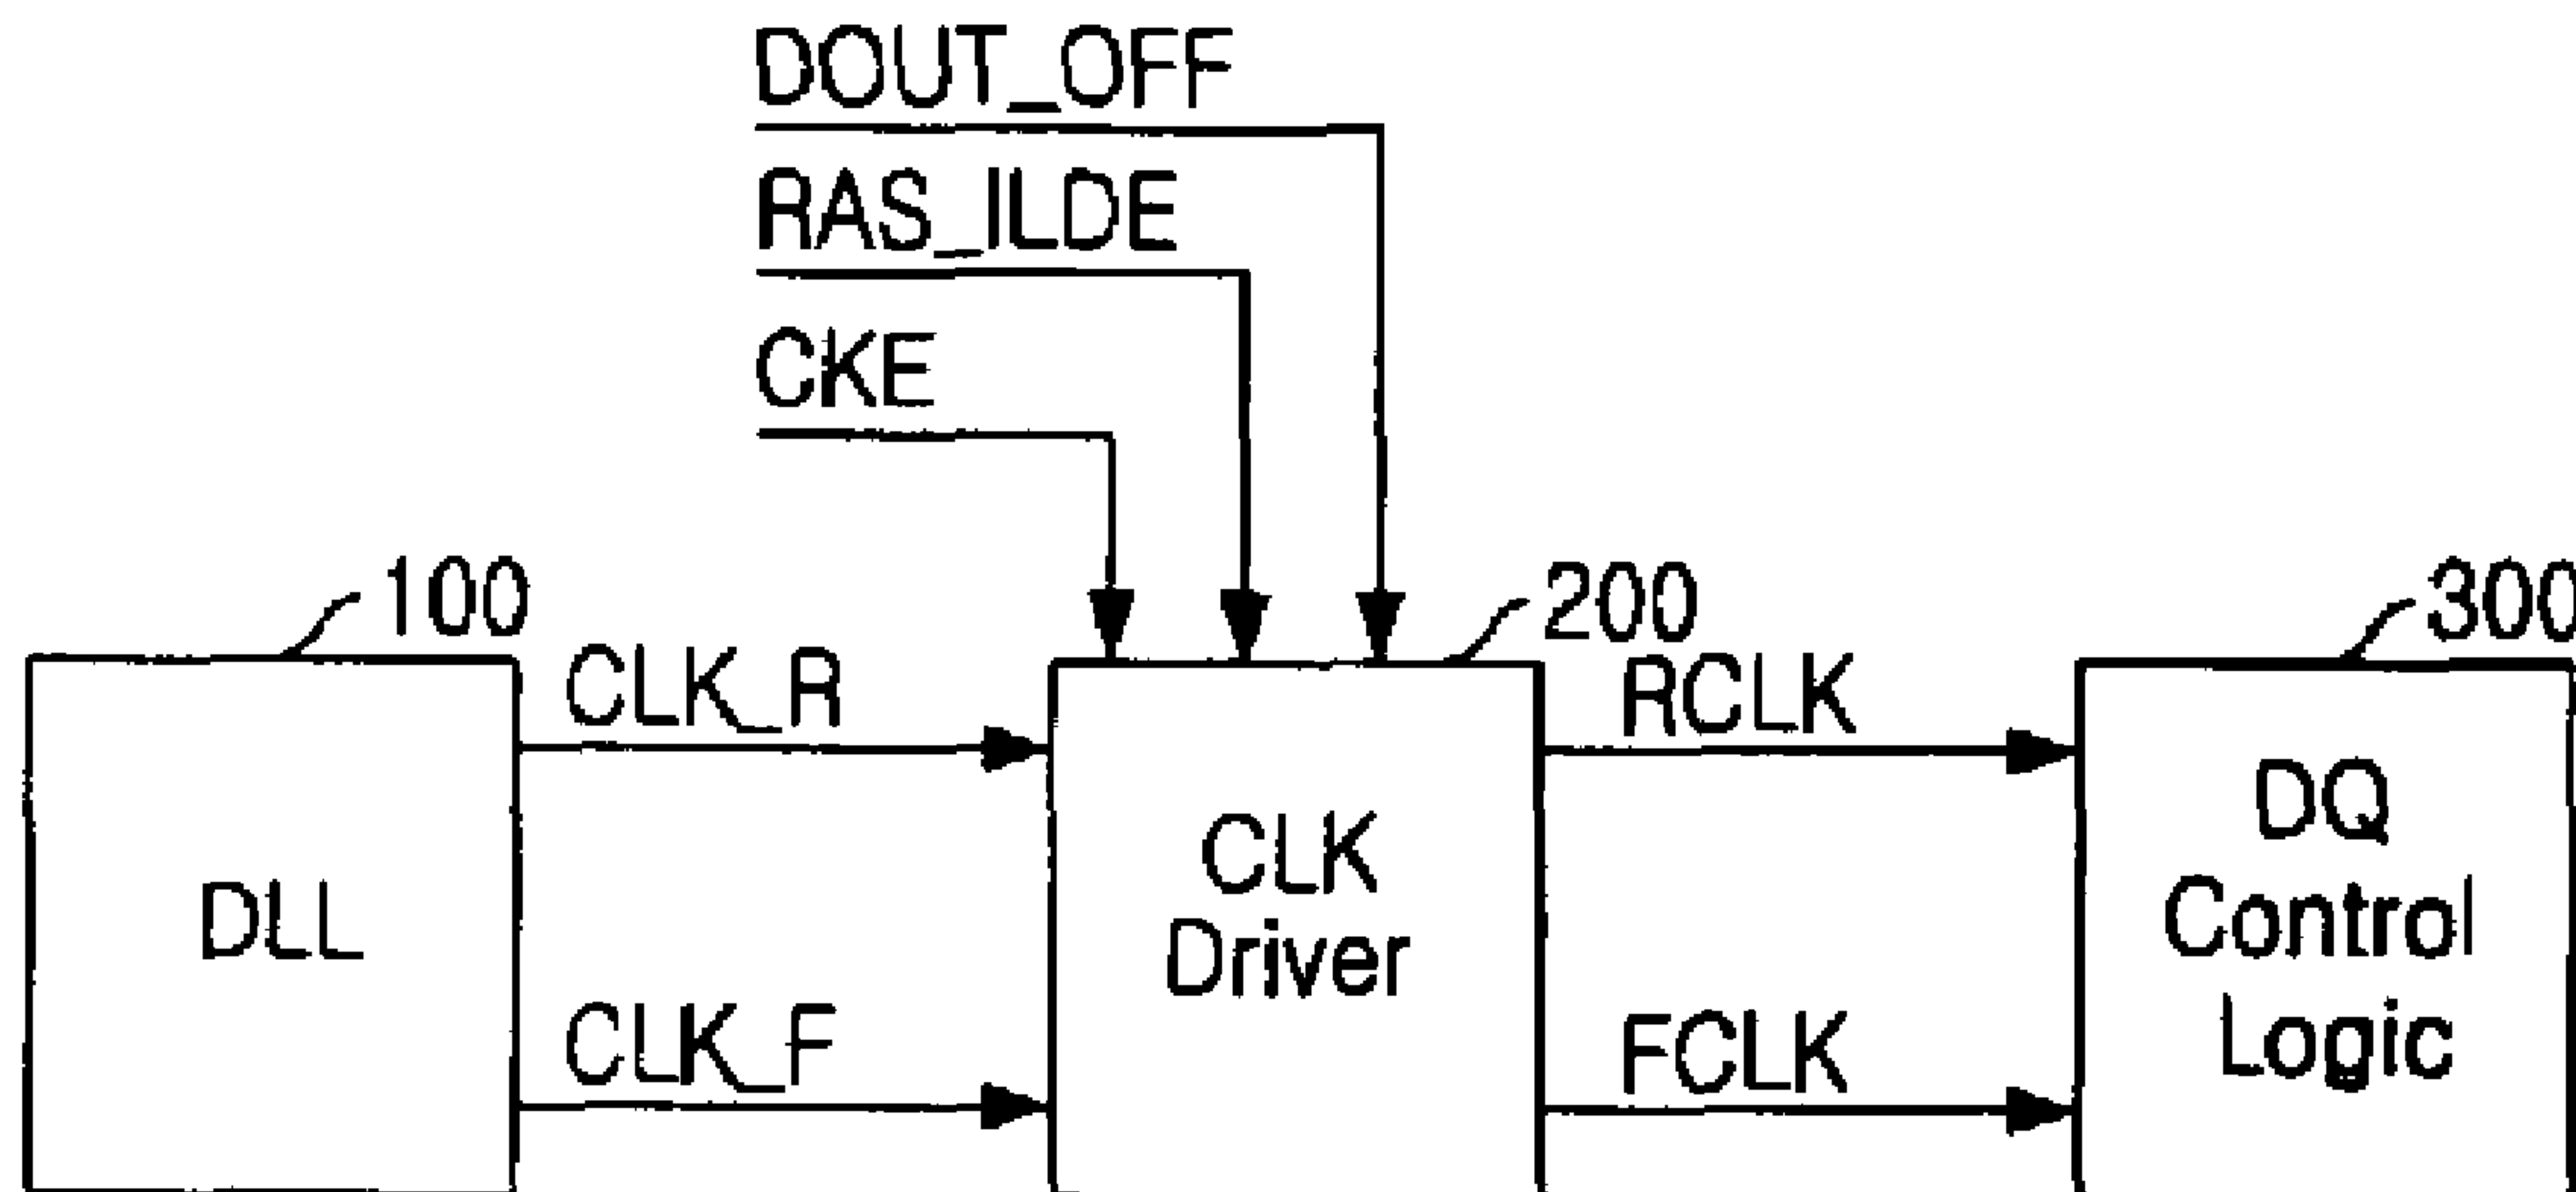 DOUT_OFF
RAS_ILDE
CKE
100
200
300
CLK_R
RCLK
DLL
CLK
Driver
DQ
Control
Logic
CLK_F
FCLK